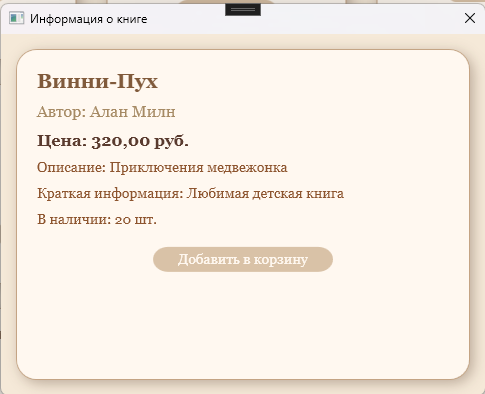 Информация о книге
Винни-Пух
Автор: Алан Милн
Цена: 320,00 руб.
Описание: Приключения медвежонка
Краткая информация: Любимая детская книга
В наличии: 20 шт.
Добавить в корзину